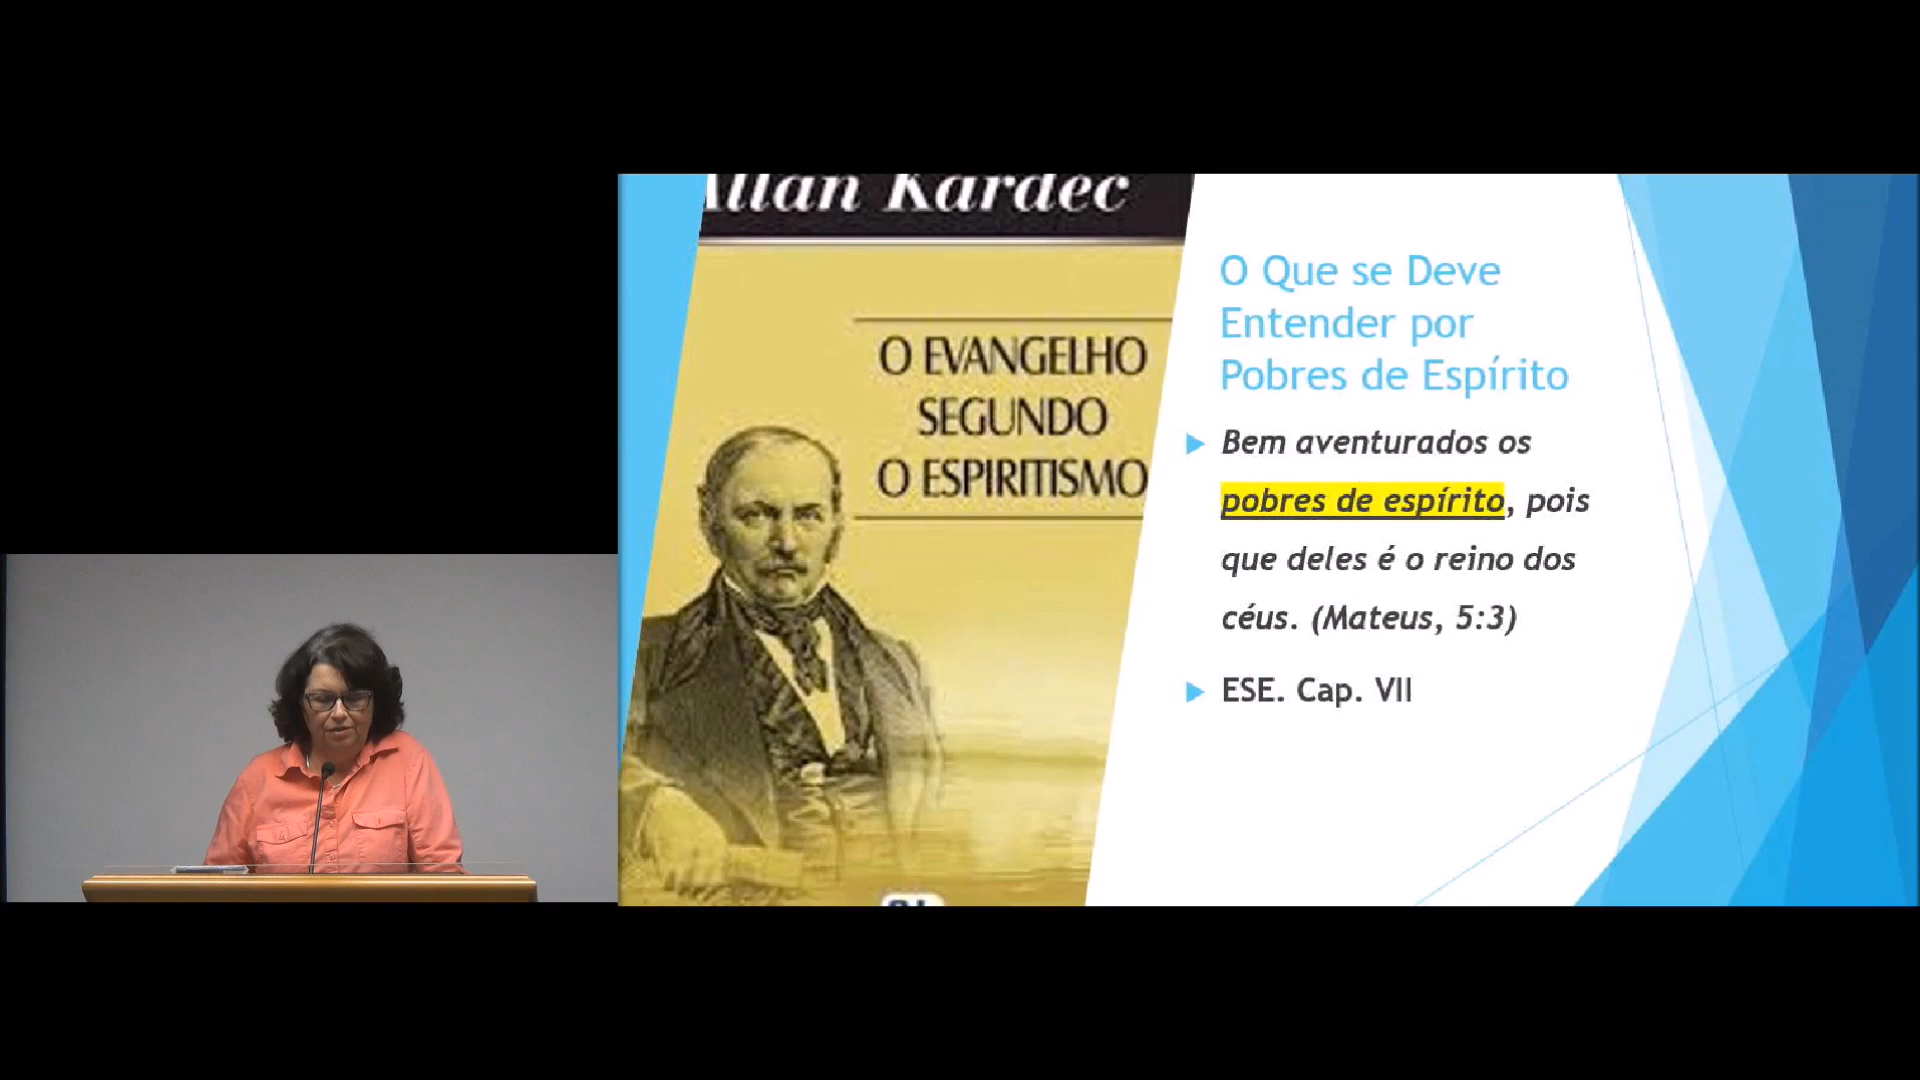 Allan Kardec
O EVANGELHO
SEGUNDO
O ESPIRITISMO
O Que se Deve
Entender por
Pobres de Espírito
Bem aventurados os
pobres de espírito, pois
que deles é o reino dos
céus. (Mateus, 5:3)
ESE. Cap. VII